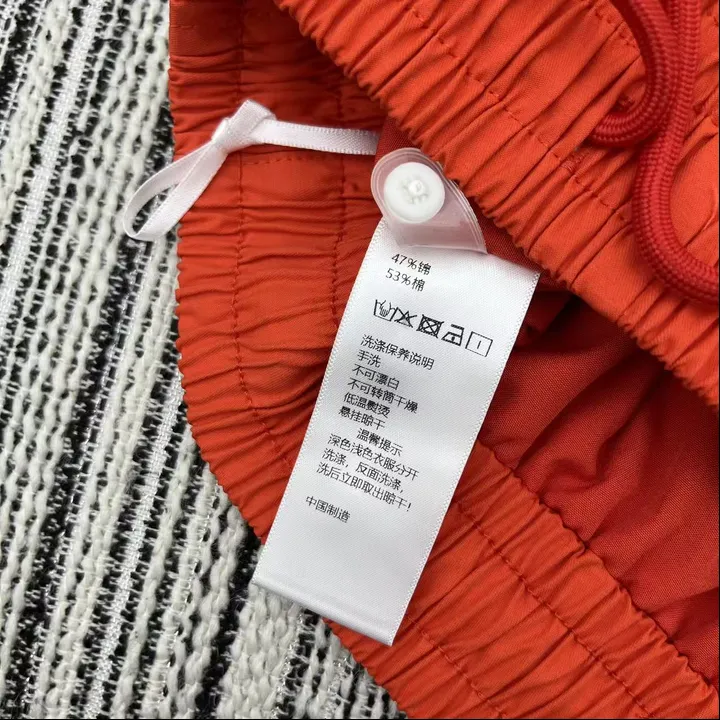 47%锦
53%棉
洗涤保养说明
手洗
不可漂白
不可转筒干燥
低温熨烫
悬挂晾干
温馨提示
深色浅色衣服分开
洗涤，反面洗涤，
洗后立即取出晾干！
中国制造